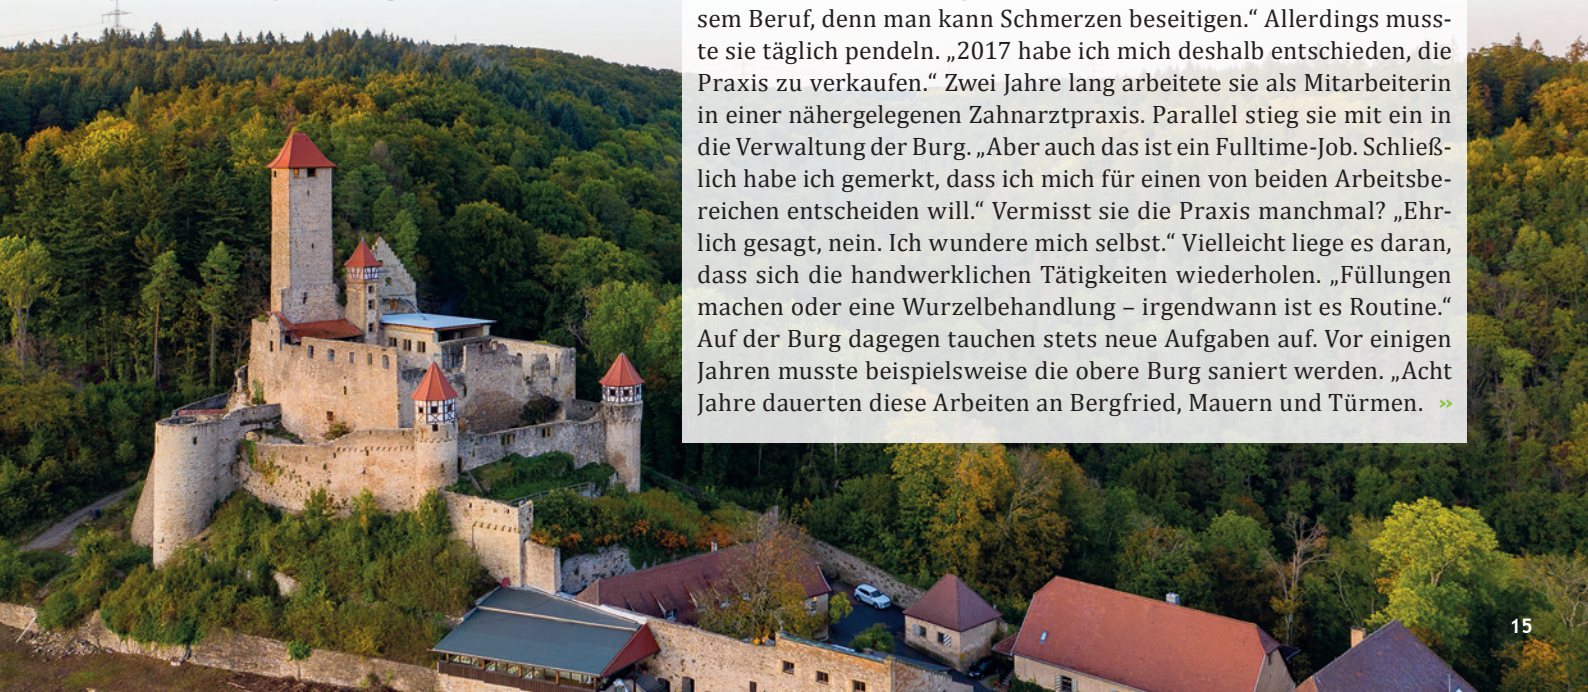 sem Beruf, denn man kann Schmerzen beseitigen.“ Allerdings muss-
te sie täglich pendeln. „2017 habe ich mich deshalb entschieden, die
Praxis zu verkaufen.“ Zwei Jahre lang arbeitete sie als Mitarbeiterin
in einer nähergelegenen Zahnarztpraxis. Parallel stieg sie mit ein in
die Verwaltung der Burg. „Aber auch das ist ein Fulltime-Job. Schließ-
lich habe ich gemerkt, dass ich mich für einen von beiden Arbeitsbe-
reichen entscheiden will.“ Vermisst sie die Praxis manchmal? „Ehr-
lich gesagt, nein. Ich wundere mich selbst.“ Vielleicht liege es daran,
dass sich die handwerklichen Tätigkeiten wiederholen. „Füllungen
machen oder eine Wurzelbehandlung – irgendwann ist es Routine.“
Auf der Burg dagegen tauchen stets neue Aufgaben auf. Vor einigen
Jahren musste beispielsweise die obere Burg saniert werden. „Acht
Jahre dauerten diese Arbeiten an Bergfried, Mauern und Türmen. »
15